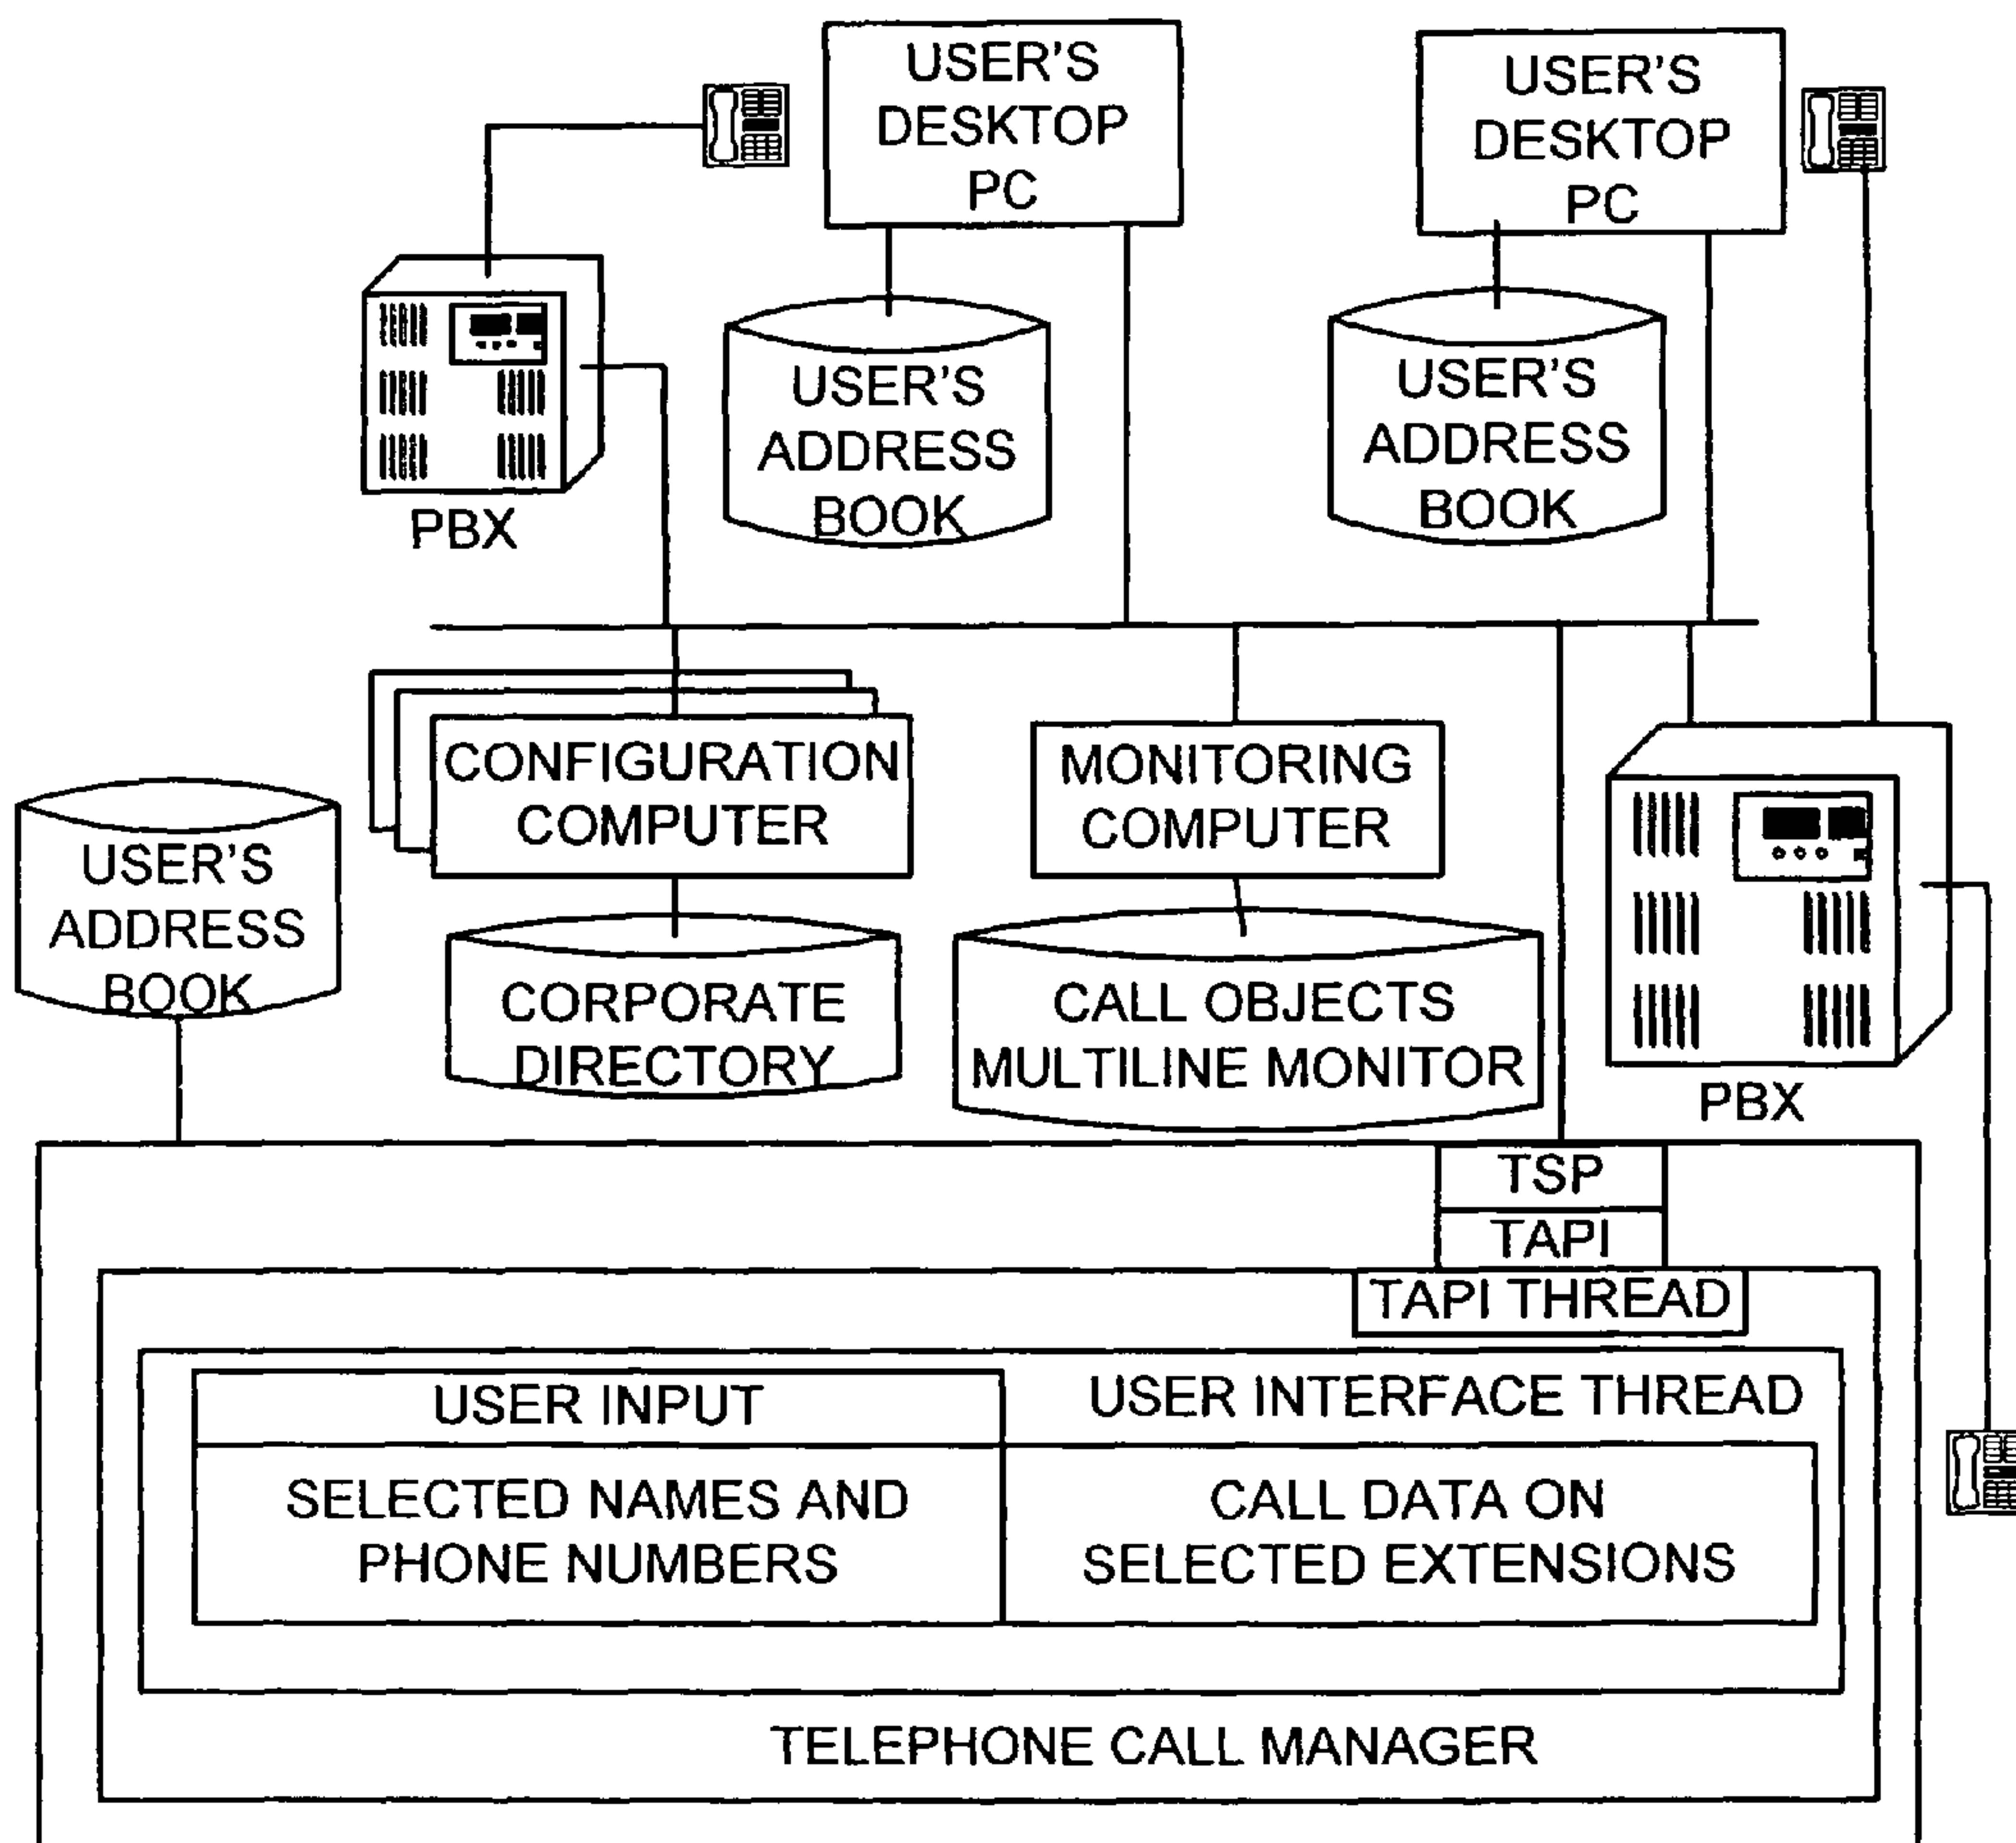 USER'S
DESKTOP
PC
USER'S
DESKTOP
PC
PBX
USER'S
ADDRESS
BOOK
USER'S
ADDRESS
BOOK
CONFIGURATION
COMPUTER
MONITORING
COMPUTER
USER'S
ADDRESS
BOOK
CORPORATE
DIRECTORY
CALL OBJECTS
MULTILINE MONITOR
PBX
TSP
TAPI
TAPI THREAD
USER INPUT
USER INTERFACE THREAD
SELECTED NAMES AND
PHONE NUMBERS
CALL DATA ON
SELECTED EXTENSIONS
TELEPHONE CALL MANAGER